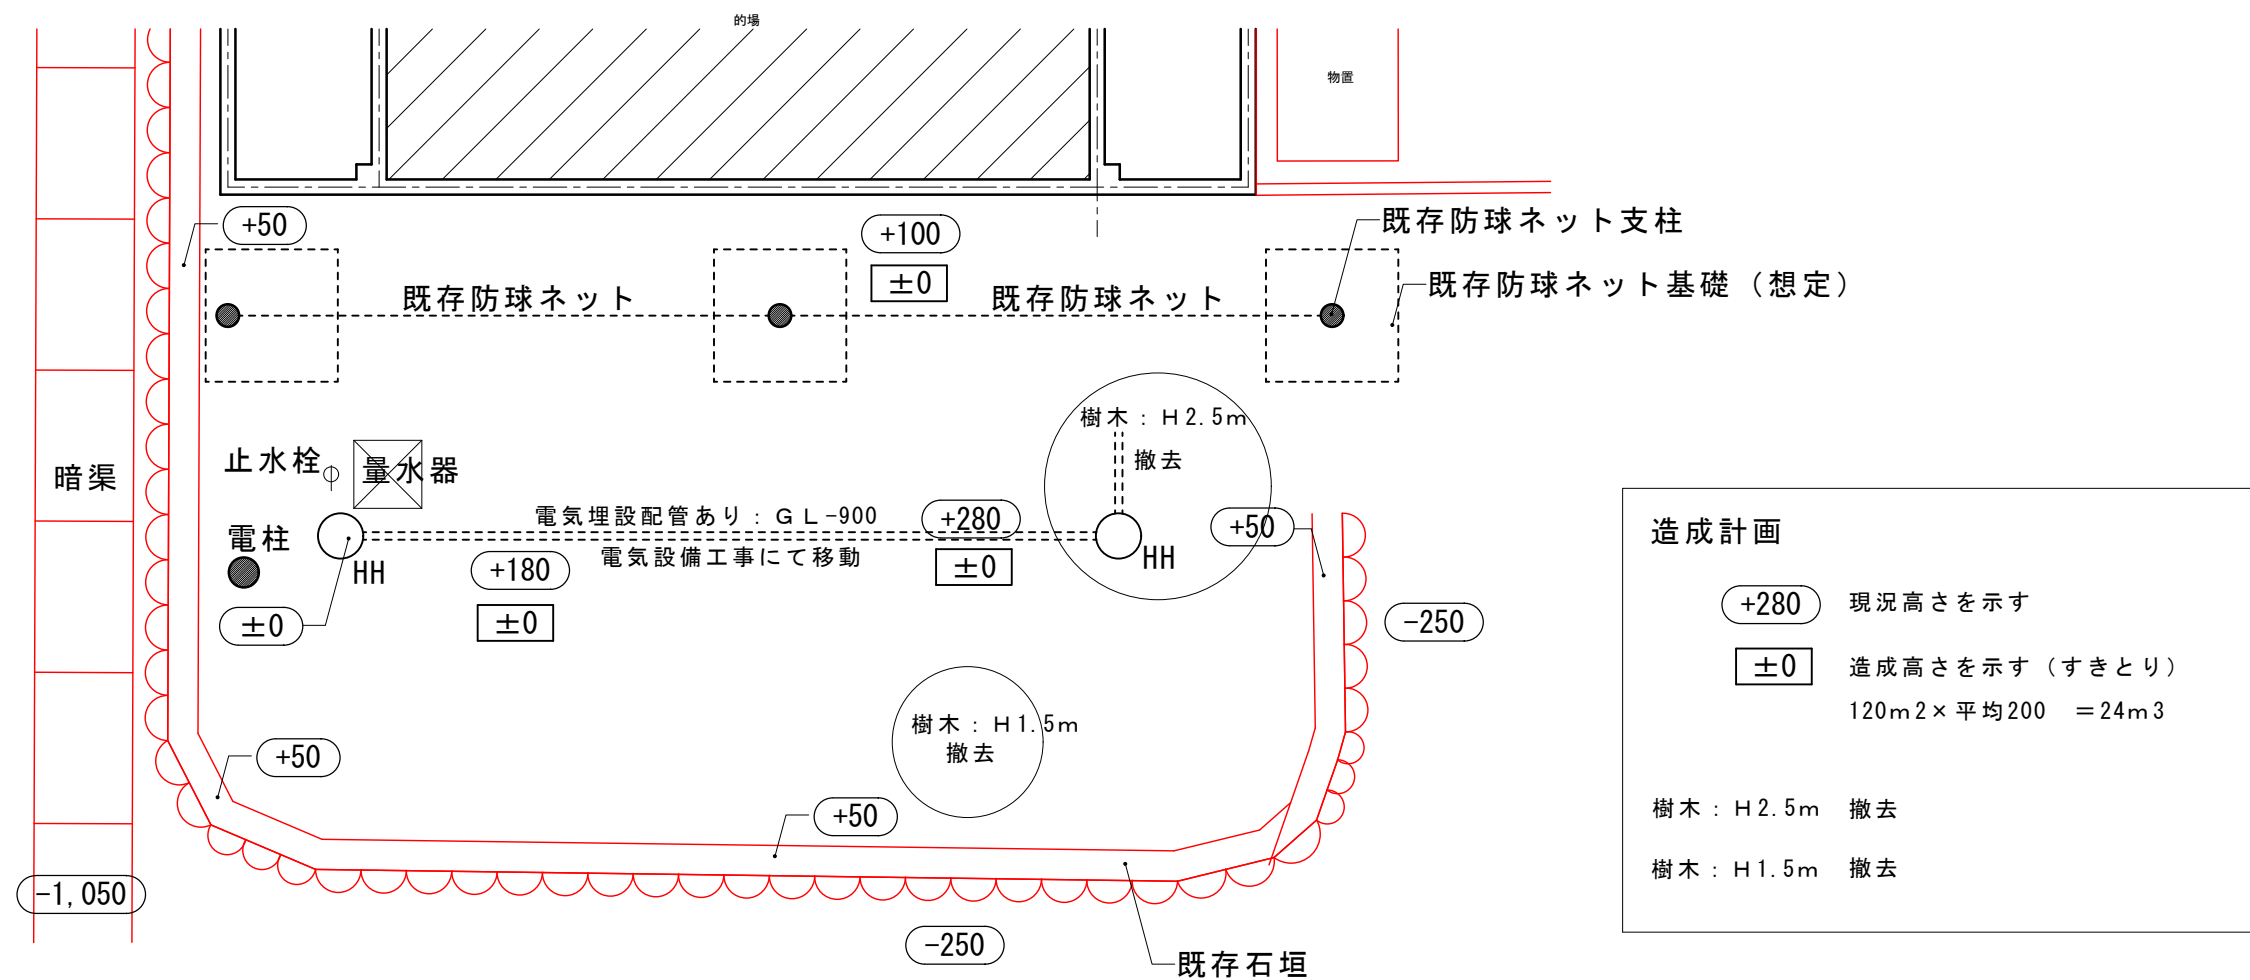 的場
物置
+50
+100
±0
既存防球ネット支柱
既存防球ネット
既存防球ネット
既存防球ネット基礎（想定）
樹木：H2.5m
撤去
止水栓
量水器
暗渠
電気埋設配管あり：GL-900
+280
+50
電柱
電気設備工事にて移動
HH
+180
±0
HH
±0
±0
-250
樹木：H1.5m
撤去
+50
+50
-1,050
-250
既存石垣
造成計画
+280 現況高さを示す
±0 造成高さを示す（すきとり）
120m2×平均200 ＝24m3
樹木：H2.5m 撤去
樹木：H1.5m 撤去